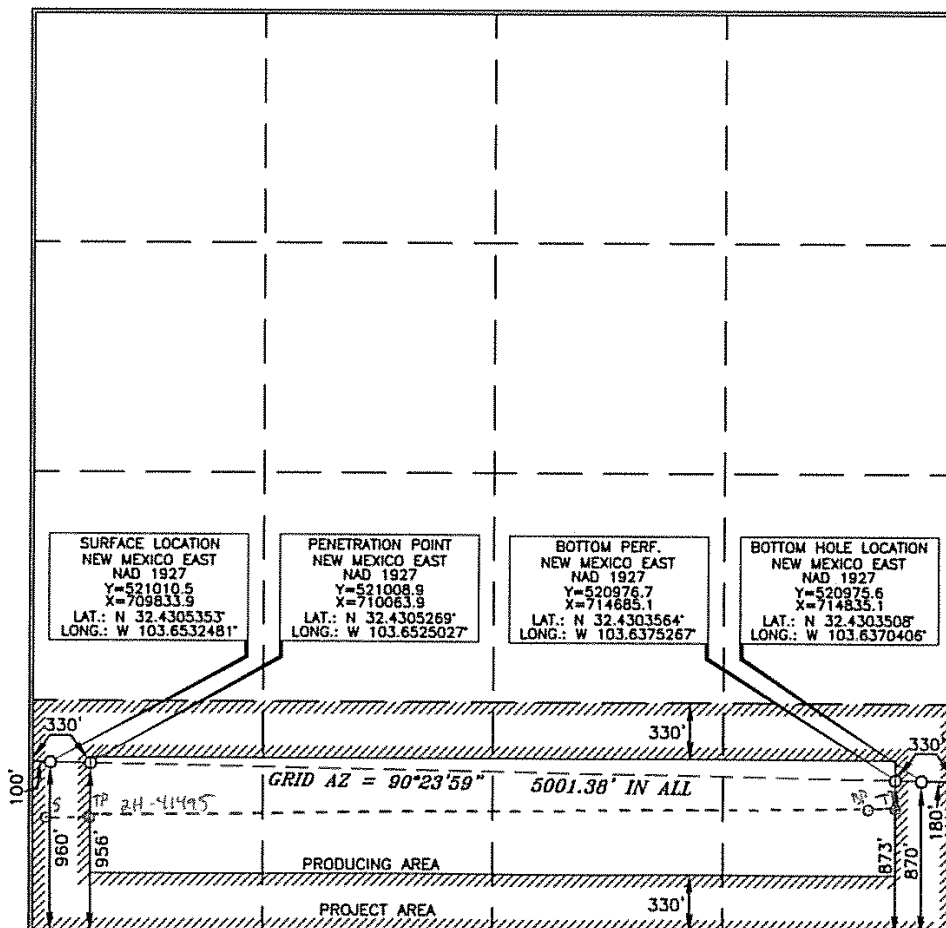 SURFACE LOCATION
NEW MEXICO EAST
NAD 1927
Y=521010.5
X=709833.9
LAT.: N 32.4305353°
LONG.: W 103.6532481°
PENETRATION POINT
NEW MEXICO EAST
NAD 1927
Y=521008.9
X=710063.9
LAT.: N 32.4305269°
LONG.: W 103.6525027°
BOTTOM PERF.
NEW MEXICO EAST
NAD 1927
Y=520976.7
X=714685.1
LAT.: N 32.4303564°
LONG.: W 103.6375267°
BOTTOM HOLE LOCATION
NEW MEXICO EAST
NAD 1927
Y=520975.6
X=714835.1
LAT.: N 32.4303508°
LONG.: W 103.6370406°
330'
330'
330'
100'
GRID AZ = 90°23'59" 5001.38' IN ALL
S
TP 2H-41495
960'
956'
873'
870'
180'
PRODUCING AREA
PROJECT AREA
330'